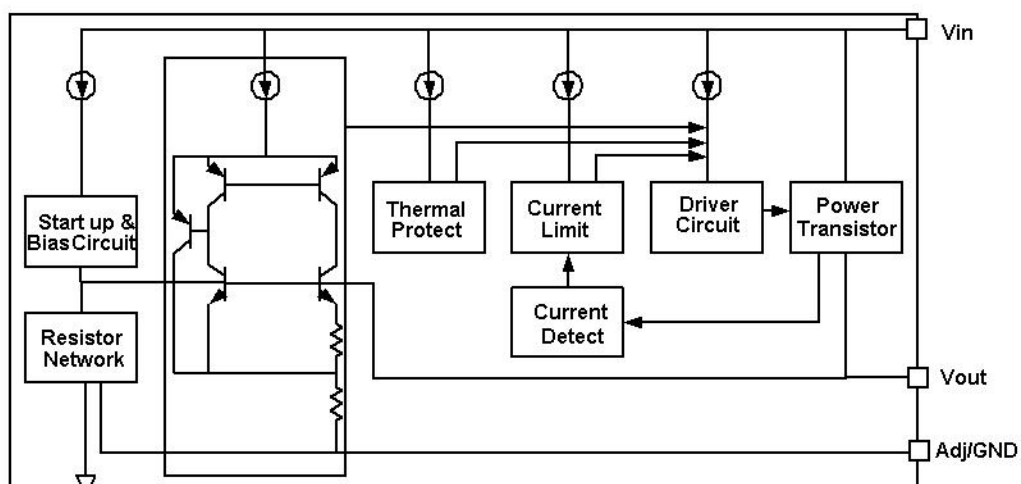 Vin
Start up &
Bias Circuit
Thermal
Protect
Current
Limit
Driver
Circuit
Power
Transistor
Resistor
Network
Current
Detect
Vout
Adj/GND